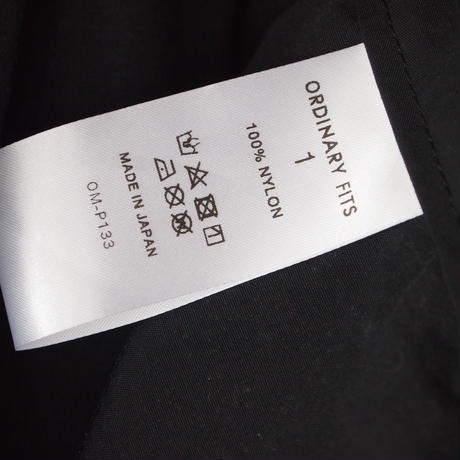 ORDINARY FITS
1
100% NYLON
MADE IN JAPAN
OM-P133